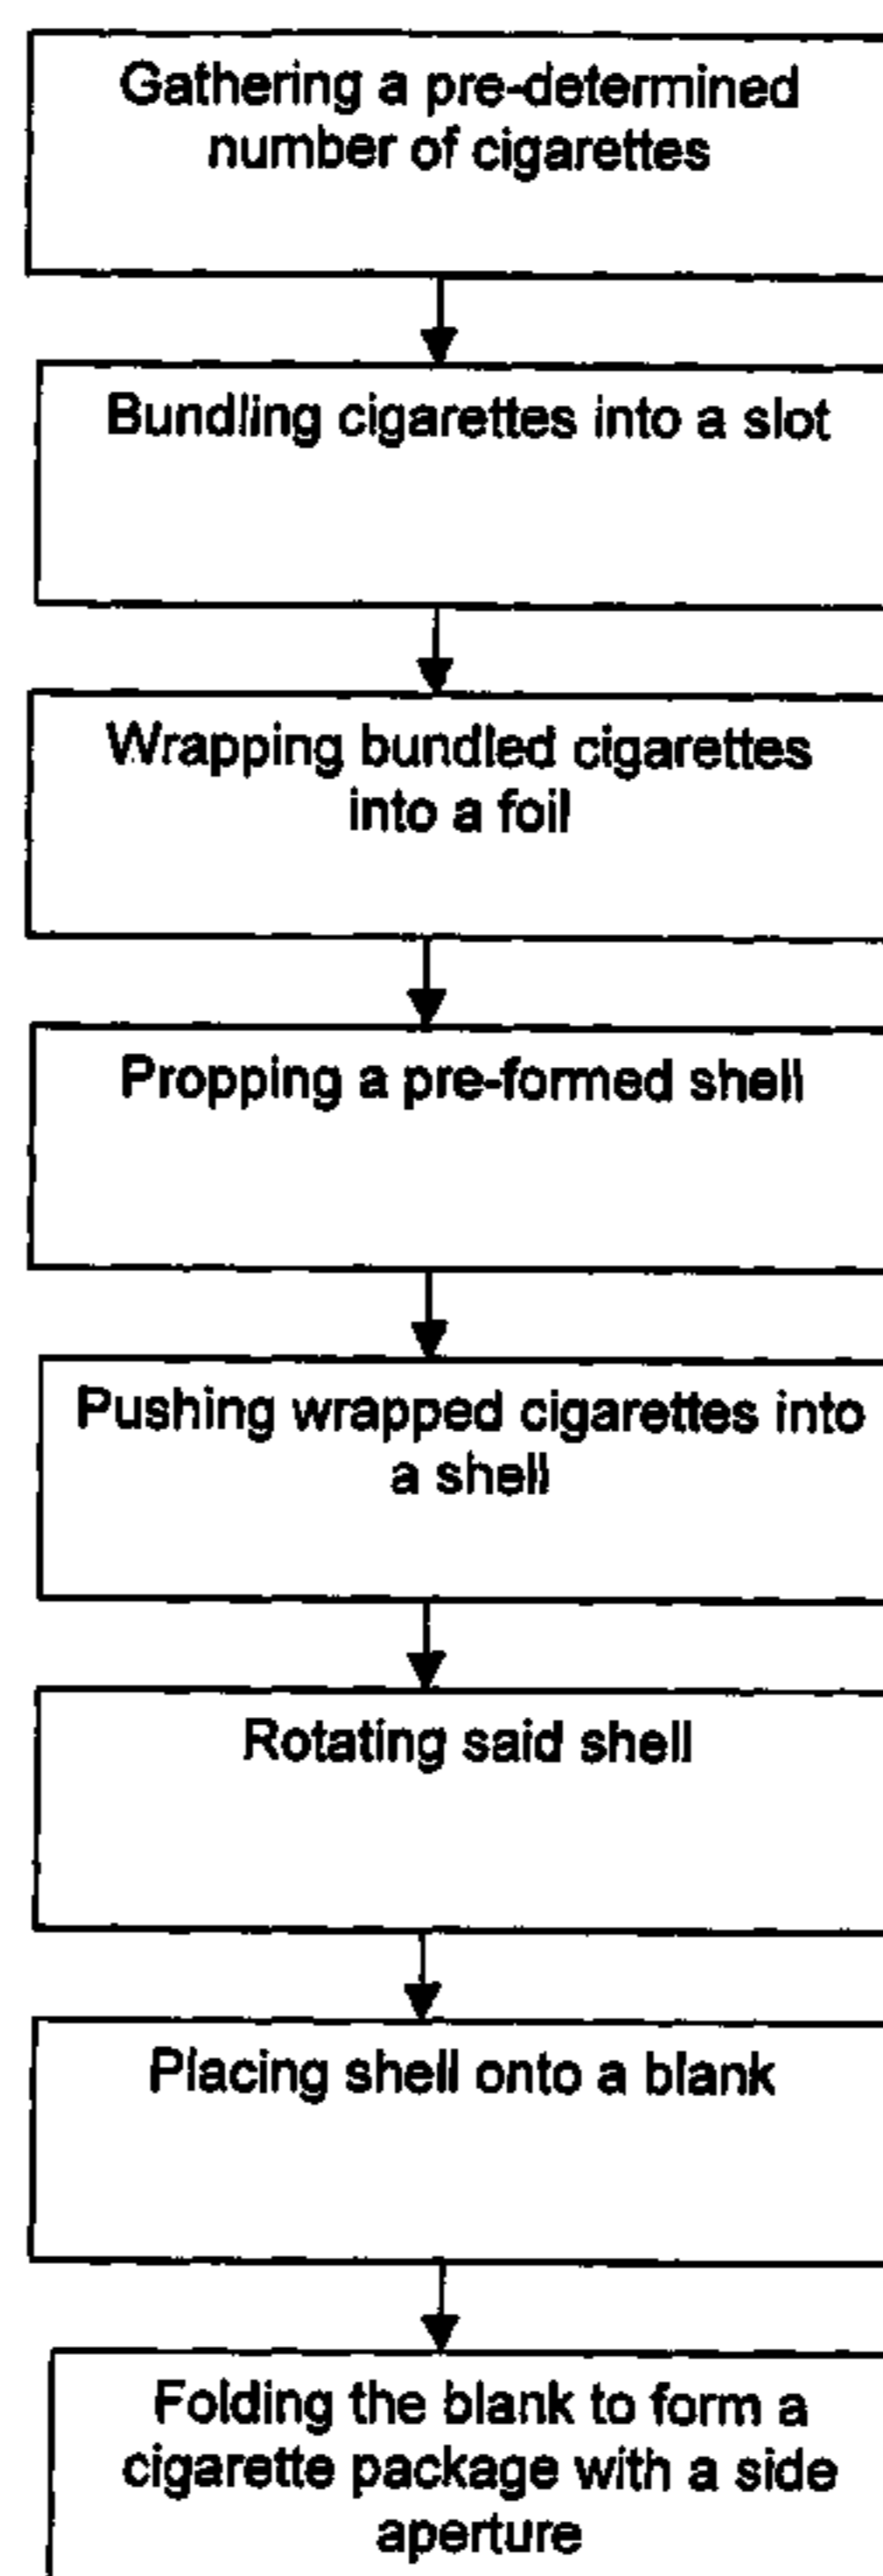 Gathering a pre-determined
number of cigarettes
Bundling cigarettes into a slot
Wrapping bundled cigarettes
into a foil
Propping a pre-formed shell
Pushing wrapped cigarettes into
a shell
Rotating said shell
Placing shell onto a blank
Folding the blank to form a
cigarette package with a side
aperture